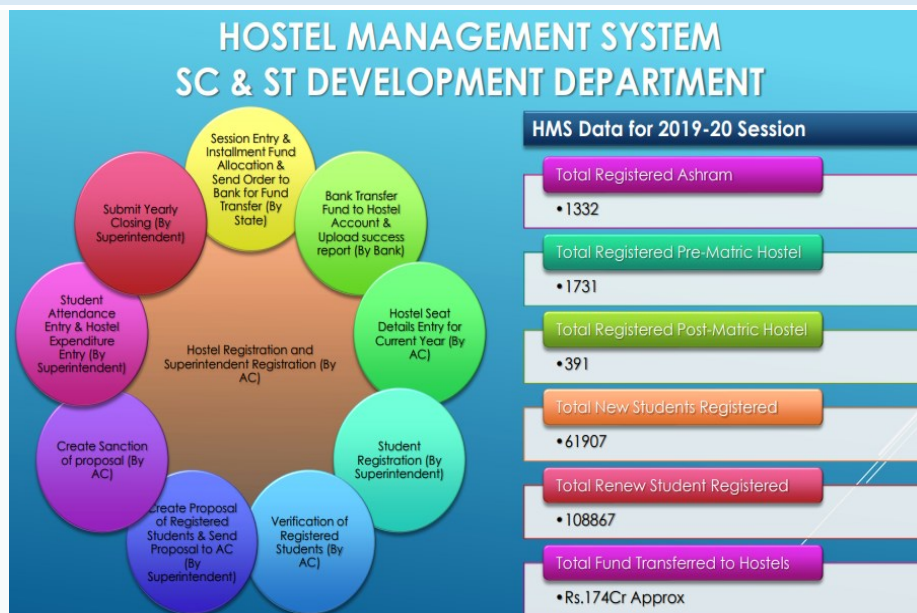 HOSTEL MANAGEMENT SYSTEM
SC & ST DEVELOPMENT DEPARTMENT
Session Entry &
Installment Fund
Allocation &
Send Order to
Bank for Fund
Transfer (By
State)
Bank Transfer
Fund to Hostel
Account &
Upload success
report (By Bank)
Hostel Seat
Details Entry for
Current Year (By
AC)
Student
Registration (By
Superintendent)
Verification of
Registered
Students (By
AC)
Create Proposal
of Registered
Students & Send
Proposal to AC
(By
Superintendent)
Create Sanction
of proposal (By
AC)
Student
Attendance
Entry & Hostel
Expenditure
Entry (By
Superintendent)
Submit Yearly
Closing (By
Superintendent)
Hostel Registration and
Superintendent Registration (By
AC)
HMS Data for 2019-20 Session
Total Registered Ashram
•1332
Total Registered Pre-Matric Hostel
•1731
Total Registered Post-Matric Hostel
•391
Total New Students Registered
•61907
Total Renew Student Registered
•108867
Total Fund Transferred to Hostels
•Rs.174Cr Approx